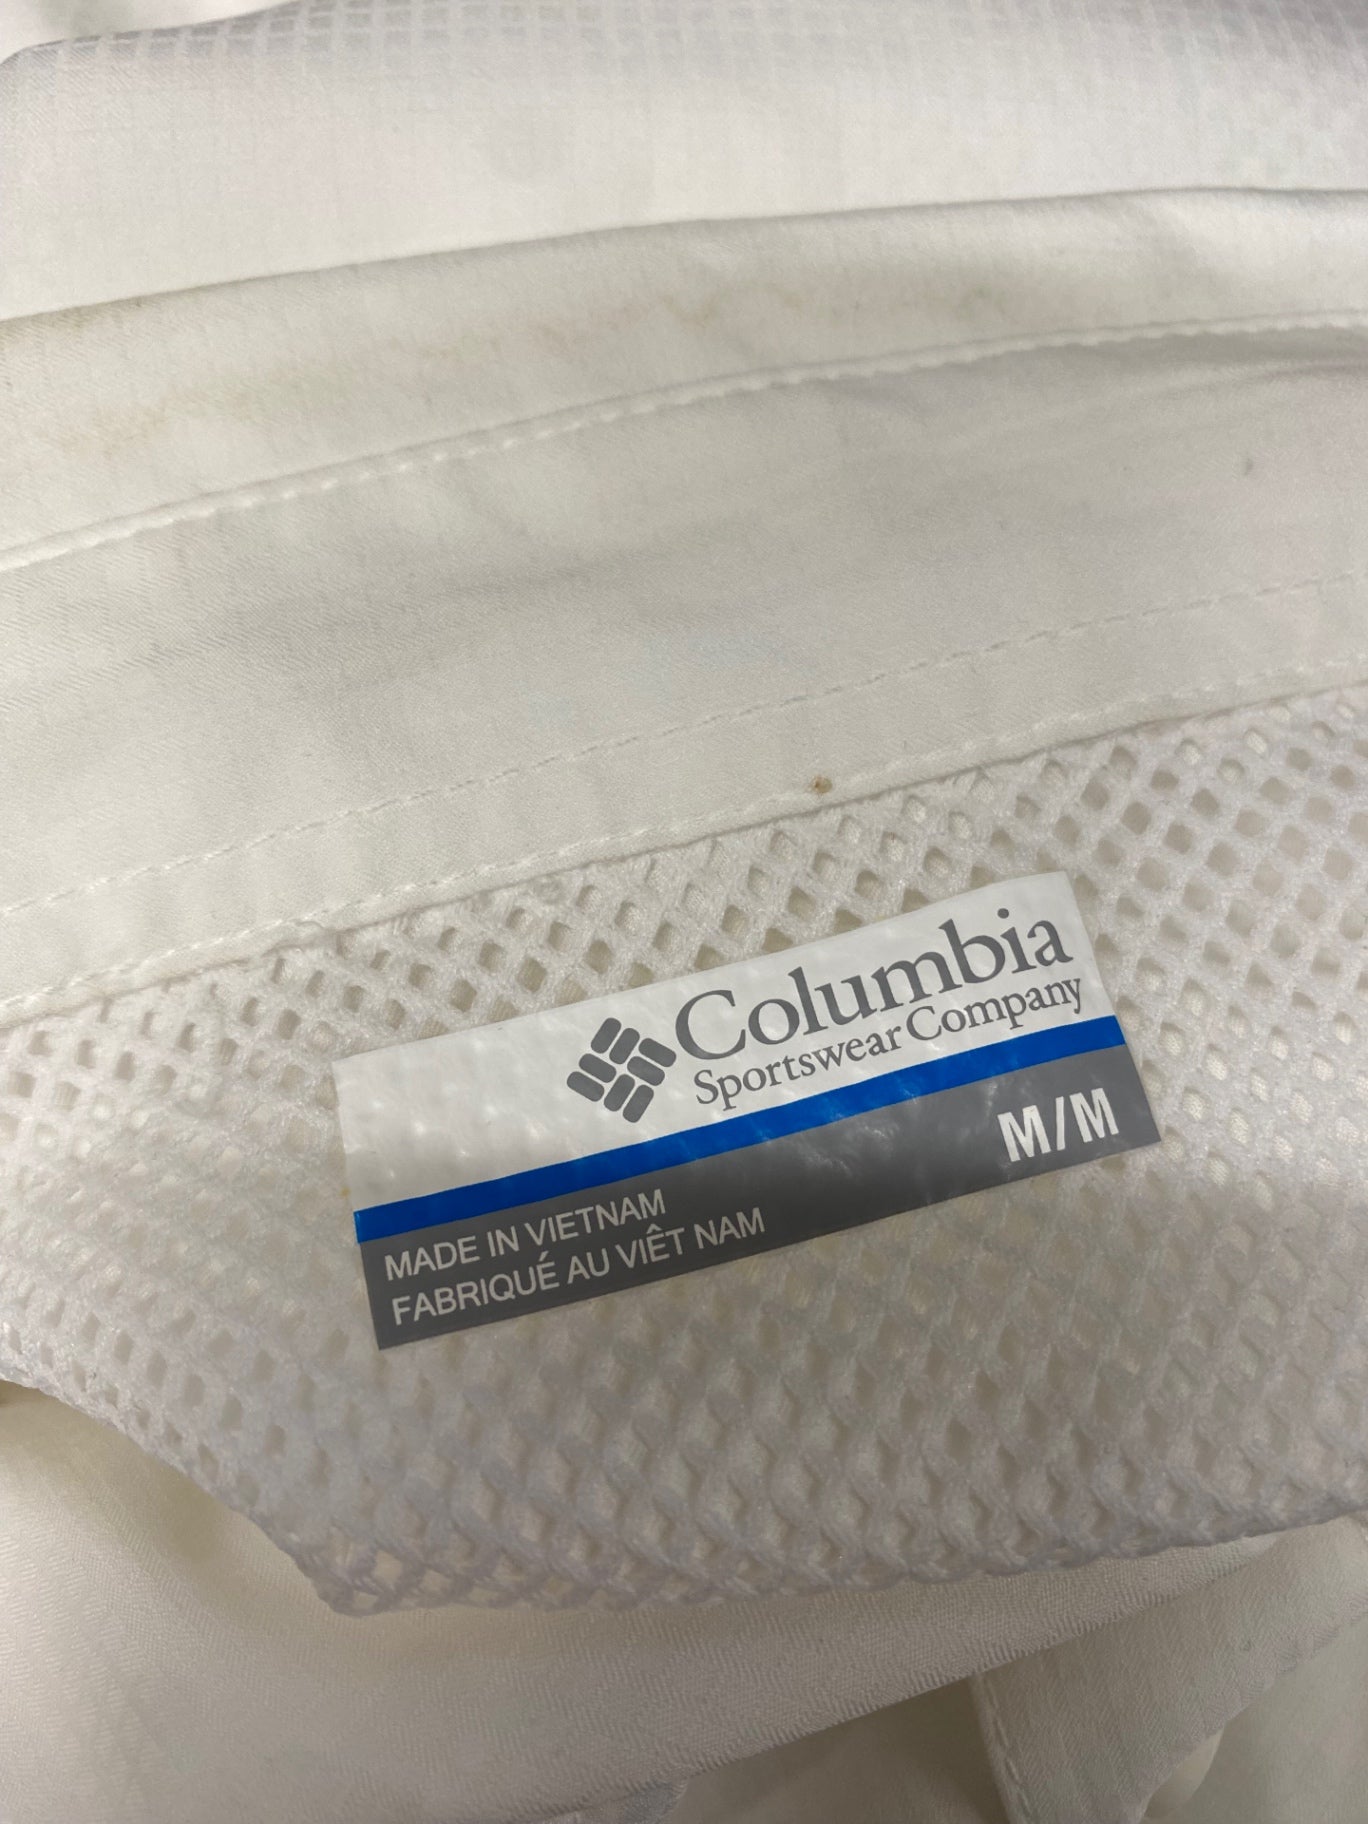 Columbia
Sportswear Company
M/M
MADE IN VIETNAM
FABRIQUÉ AU VIÊT NAM